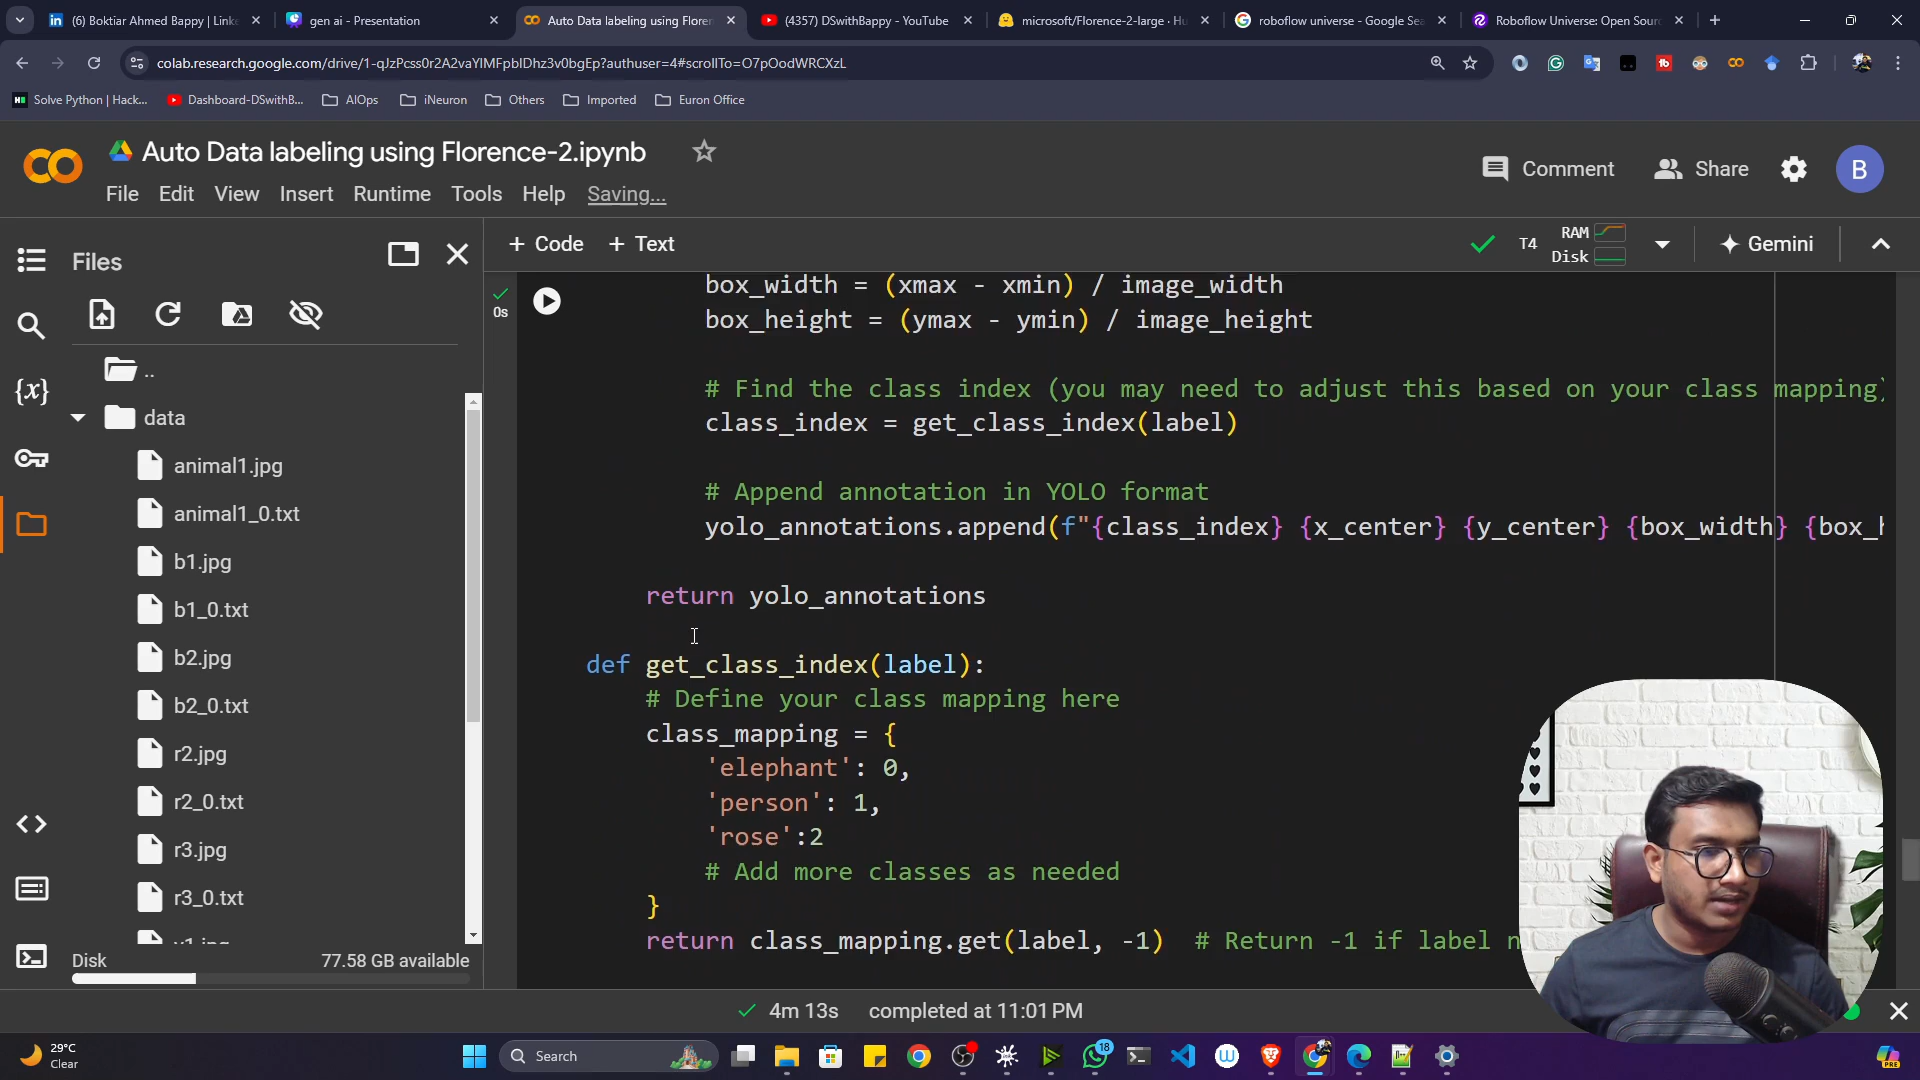 (6) Boktiar Ahmed Bappy | Linke
gen ai - Presentation
Auto Data labeling using Floren
(4357) DSwithBappy - YouTube
microsoft/Florence-2-large · Hu
roboflow universe - Google Sea
Roboflow Universe: Open Sourc
colab.research.google.com/drive/1-qJzPcss0r2A2vaYlMFpbIDhz3v0bgEp?authuser=4#scrollTo=O7pOodWRCXzL
Solve Python | Hack...
Dashboard-DSwithB...
AIOps
iNeuron
Others
Imported
Euron Office
Auto Data labeling using Florence-2.ipynb
File Edit View Insert Runtime Tools Help Saving...
Comment
Share
B
Files
+ Code + Text
T4
RAM
Disk
Gemini
..
data
animal1.jpg
animal1_0.txt
b1.jpg
b1_0.txt
b2.jpg
b2_0.txt
r2.jpg
r2_0.txt
r3.jpg
r3_0.txt
Disk 77.58 GB available
0s
box_width = (xmax - xmin) / image_width
box_height = (ymax - ymin) / image_height
# Find the class index (you may need to adjust this based on your class mapping)
class_index = get_class_index(label)
# Append annotation in YOLO format
yolo_annotations.append(f"{class_index} {x_center} {y_center} {box_width} {box_h
return yolo_annotations
def get_class_index(label):
# Define your class mapping here
class_mapping = {
'elephant': 0,
'person': 1,
'rose':2
# Add more classes as needed
}
return class_mapping.get(label, -1) # Return -1 if label n
4m 13s completed at 11:01 PM
29°C
Clear
Search
18